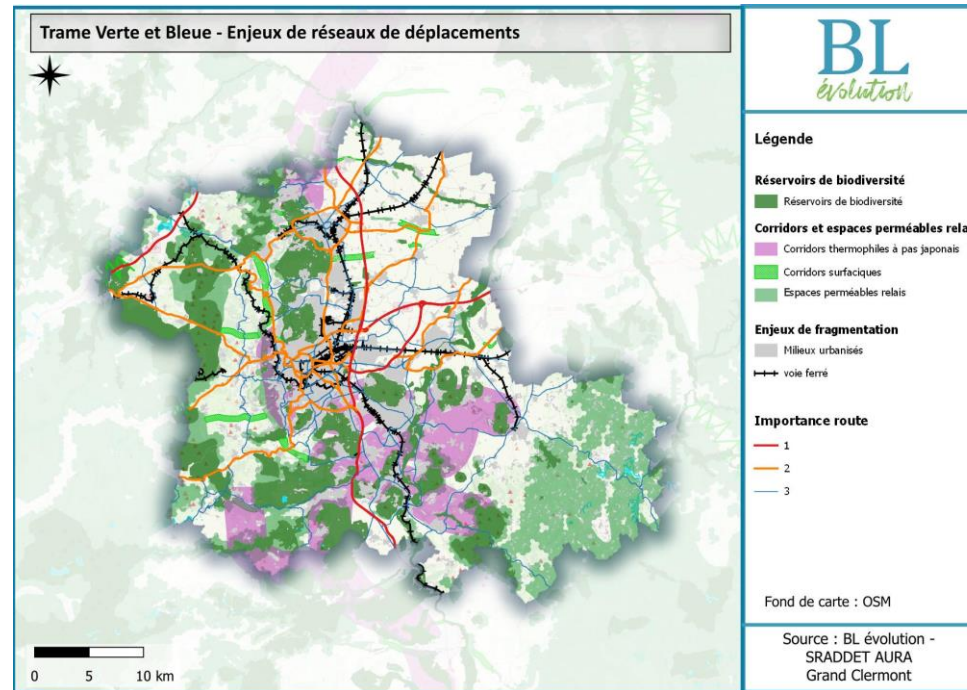 Trame Verte et Bleue - Enjeux de réseaux de déplacements
BL
évolution
Légende
Réservoirs de biodiversité
Réservoirs de biodiversité
Corridors et espaces perméables rela
Corridors thermophiles à pas japonais
Corridors surfaciques
Espaces perméables relais
Enjeux de fragmentation
Milieux urbanisés
voie ferré
Importance route
1
2
3
Fond de carte : OSM
Source : BL évolution -
SRADDET AURA
Grand Clermont
0 5 10 km